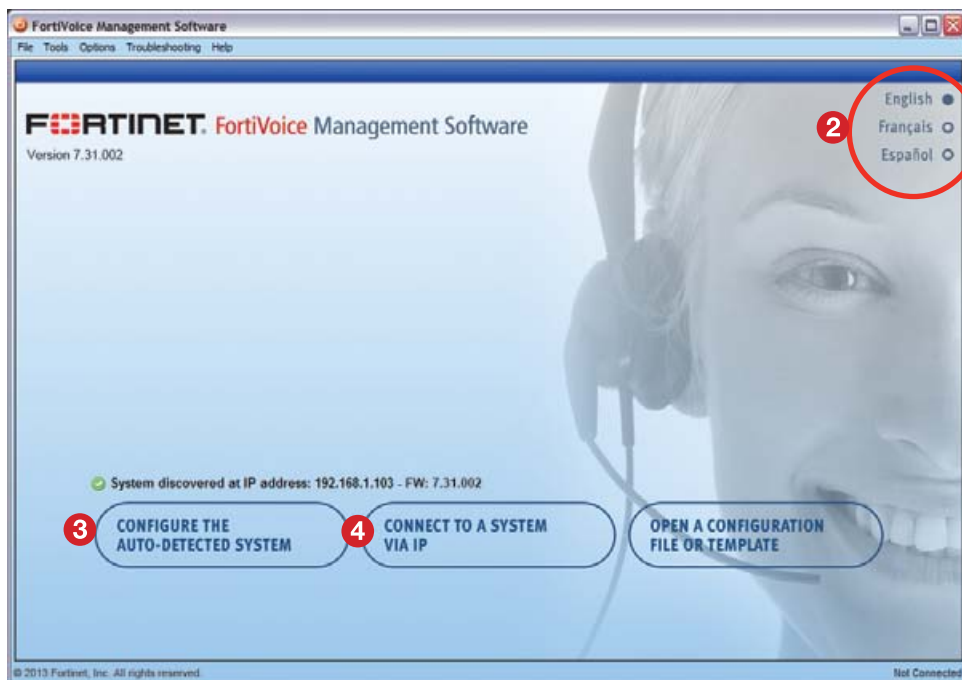 FortiVoice Management Software
File Tools Options Troubleshooting Help
FORTINET. FortiVoice Management Software
Version 7.31.002
English
2
Français
Español
System discovered at IP address: 192.168.1.103 - FW: 7.31.002
3
CONFIGURE THE
AUTO-DETECTED SYSTEM
4
CONNECT TO A SYSTEM
VIA IP
OPEN A CONFIGURATION
FILE OR TEMPLATE
© 2013 Fortinet, Inc. All rights reserved.
Not Connected